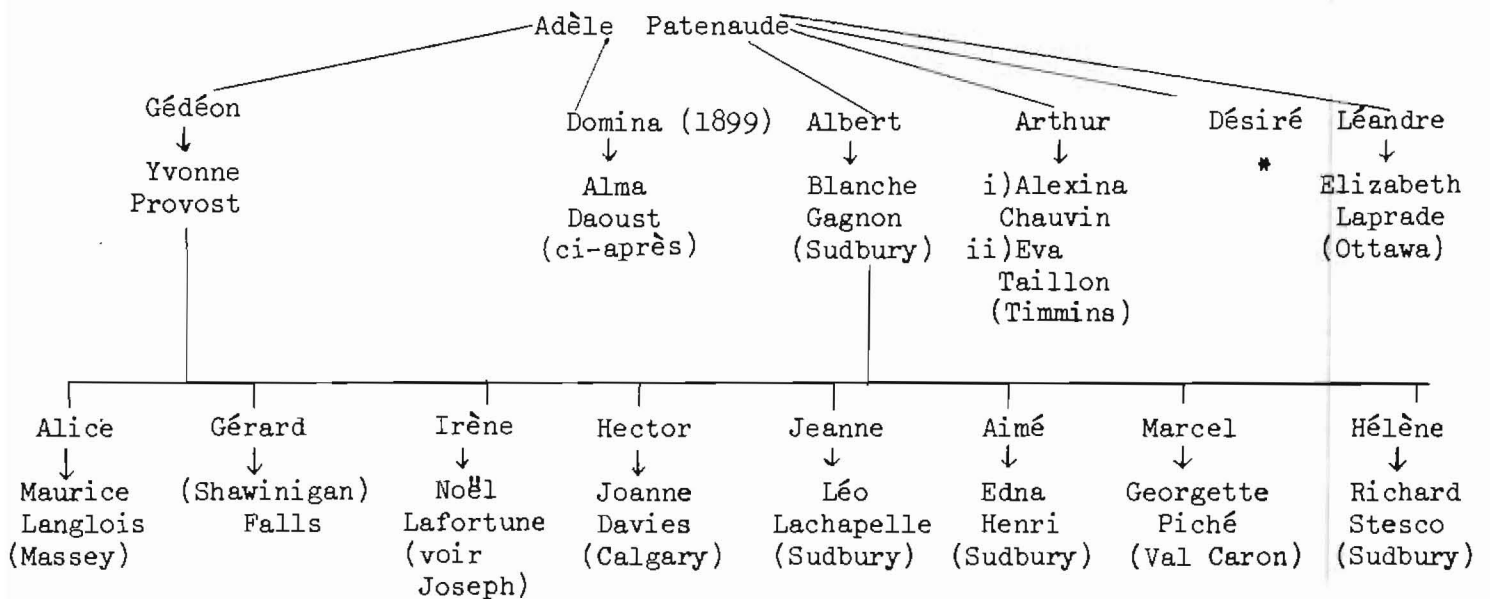 Adèle Patenaude
Gédéon
Yvonne
Provost
Domina (1899)
Alma
Daoust
(ci-après)
Albert
Blanche
Gagnon
(Sudbury)
Arthur
i)Alexina
Chauvin
ii)Eva
Taillon
(Timmins)
Désiré
*
Léandre
Elizabeth
Laprade
(Ottawa)
Alice
Maurice
Langlois
(Massey)
Gérard
(Shawinigan)
Falls
Irène
Noël
Lafortune
(voir
Joseph)
Hector
Joanne
Davies
(Calgary)
Jeanne
Léo
Lachapelle
(Sudbury)
Aimé
Edna
Henri
(Sudbury)
Marcel
Georgette
Piché
(Val Caron)
Hélène
Richard
Stesco
(Sudbury)